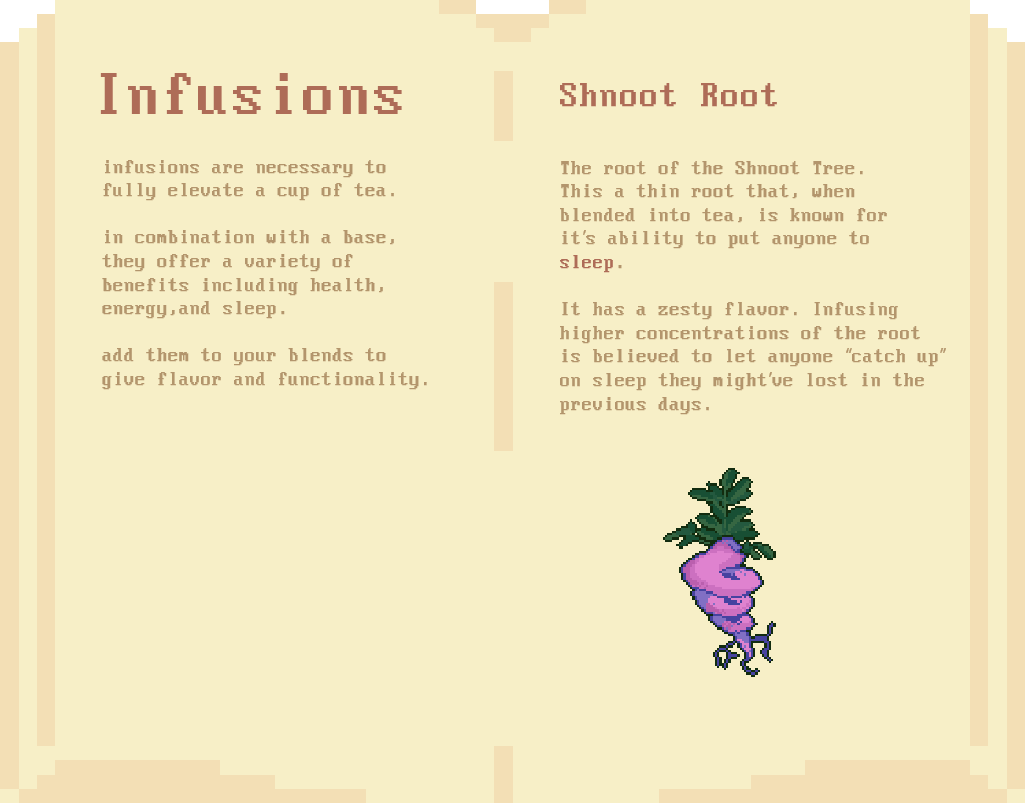 Infusions
infusions are necessary to
fully elevate a cup of tea.
in combination with a base,
they offer a variety of
benefits including health,
energy,and sleep.
add them to your blends to
give flavor and functionality.
Shnoot Root
The root of the Shnoot Tree.
This a thin root that, when
blended into tea, is known for
it's ability to put anyone to
sleep.
It has a zesty flavor. Infusing
higher concentrations of the root
is believed to let anyone "catch up"
on sleep they might've lost in the
previous days.